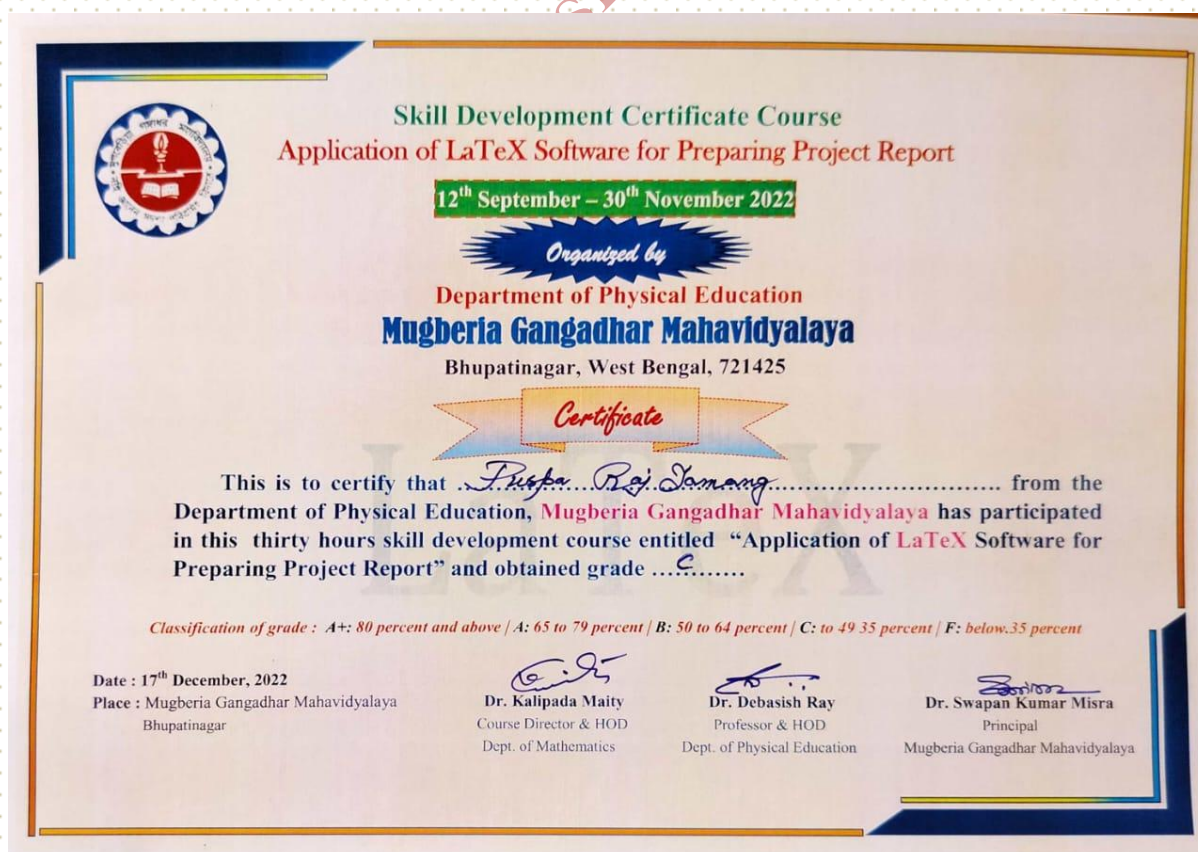 Skill Development Certificate Course
Application of LaTeX Software for Preparing Project Report
12th September – 30th November 2022
Organized by
Department of Physical Education
Mugberia Gangadhar Mahavidyalaya
Bhupatinagar, West Bengal, 721425
Certificate
LaTeX
This is to certify that ..Puspa....Raj. Tamang................................. from the
Department of Physical Education, Mugberia Gangadhar Mahavidyalaya has participated
in this thirty hours skill development course entitled “Application of LaTeX Software for
Preparing Project Report” and obtained grade ....C.........
Classification of grade : A+: 80 percent and above / A: 65 to 79 percent / B: 50 to 64 percent / C: to 49 35 percent / F: below.35 percent
Date : 17th December, 2022
Place : Mugberia Gangadhar Mahavidyalaya
Bhupatinagar
Dr. Kalipada Maity
Course Director & HOD
Dept. of Mathematics
Dr. Debasish Ray
Professor & HOD
Dept. of Physical Education
Dr. Swapan Kumar Misra
Principal
Mugberia Gangadhar Mahavidyalaya